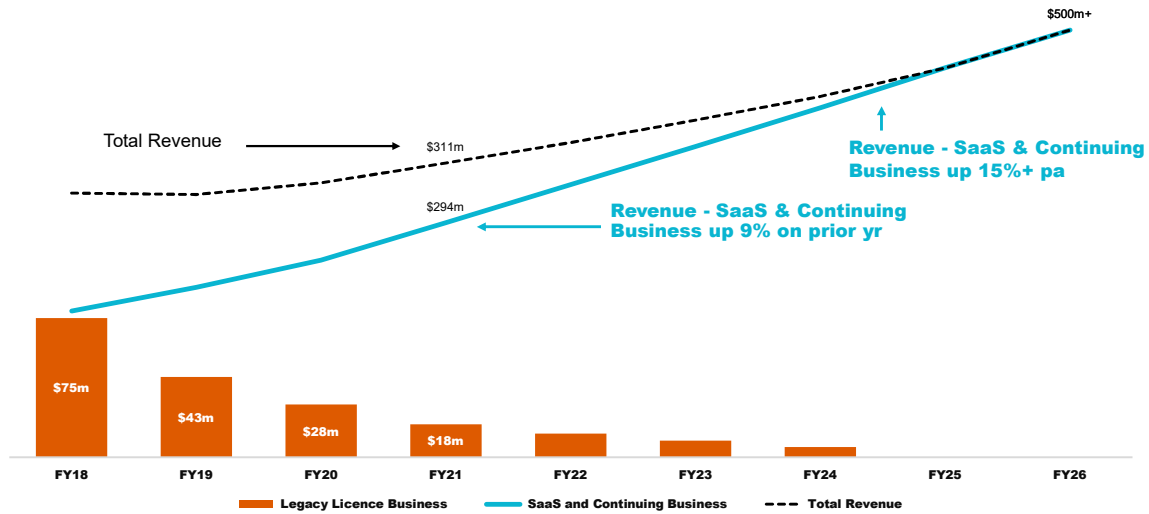 $500m+
Total Revenue
$311m
Revenue - SaaS & Continuing
Business up 15%+ pa
$294m
Revenue - SaaS & Continuing
Business up 9% on prior yr
$75m
$43m
$28m
$18m
FY18 FY19 FY20 FY21 FY22 FY23 FY24 FY25 FY26
Legacy Licence Business SaaS and Continuing Business Total Revenue